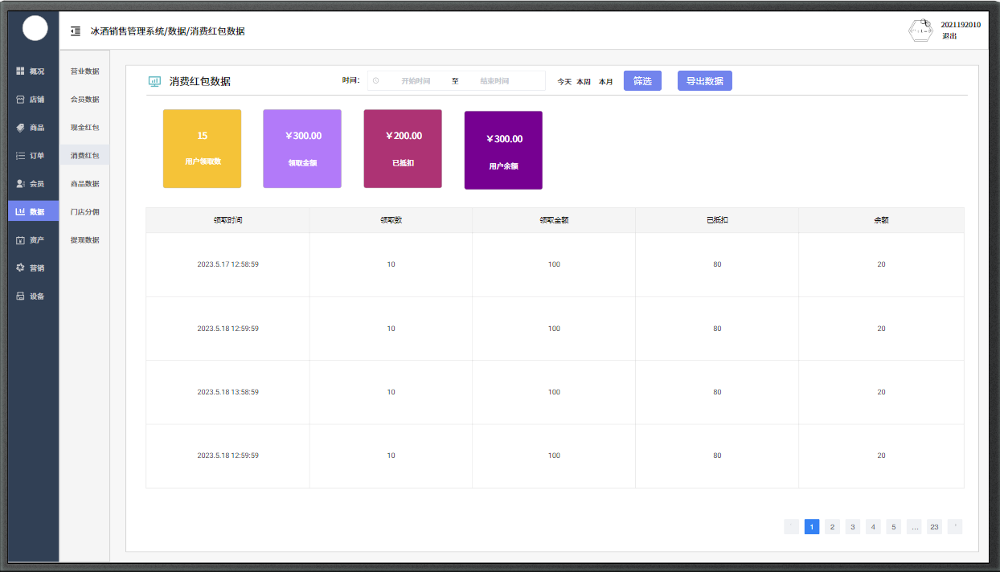 冰酒销售管理系统/数据/消费红包数据
2021192010
退出
概况
店铺
商品
订单
会员
数据
资产
营销
设备
营业数据
会员数据
现金红包
消费红包
商品数据
门店分佣
提现数据
消费红包数据
时间: 开始时间 至 结束时间 今天 本周 本月 筛选 导出数据
15
用户领取数
￥300.00
领取金额
￥200.00
已抵扣
￥300.00
用户余额
领取时间 领取数 领取金额 已抵扣 余额
2023.5.17 12:58:59 10 100 80 20
2023.5.18 12:59:59 10 100 80 20
2023.5.18 13:58:59 10 100 80 20
2023.5.18 12:59:59 10 100 80 20
1 2 3 4 5 ... 23